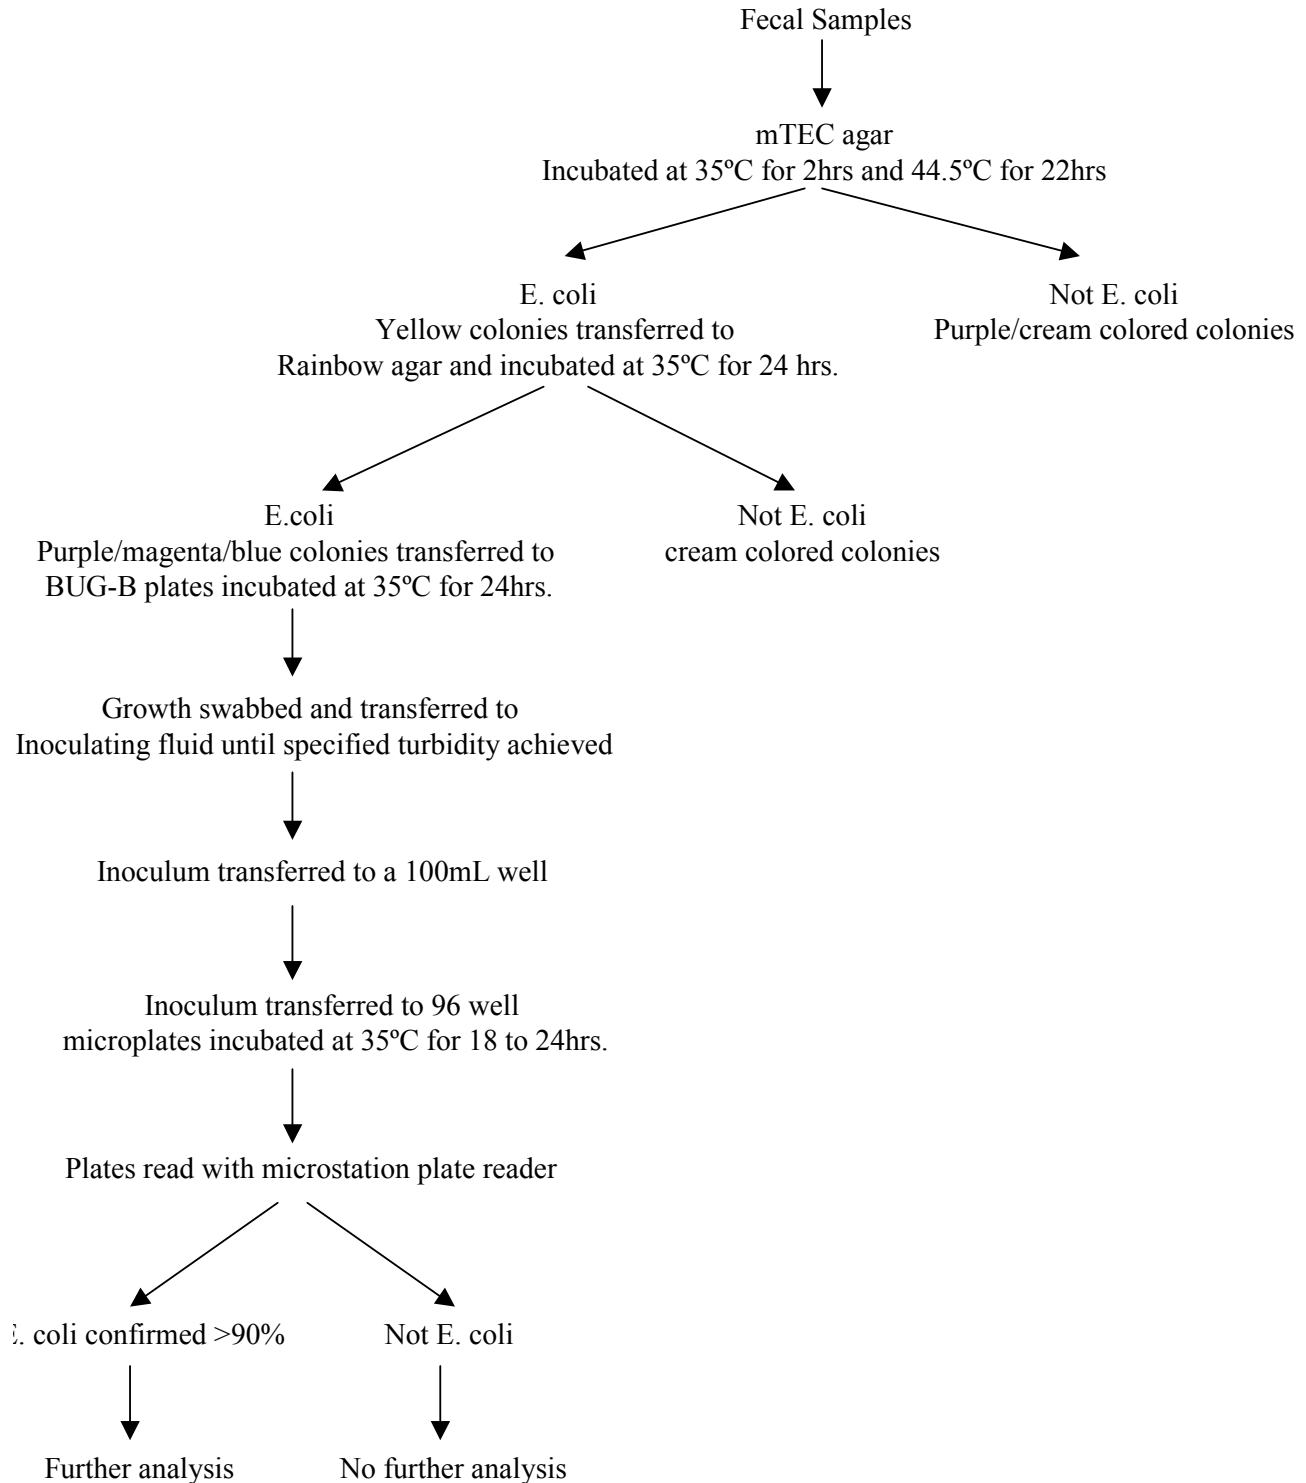 Fecal Samples
mTEC agar
Incubated at 35ºC for 2hrs and 44.5ºC for 22hrs
E. coli
Yellow colonies transferred to
Rainbow agar and incubated at 35ºC for 24 hrs.
Not E. coli
Purple/cream colored colonies
E.coli
Purple/magenta/blue colonies transferred to
BUG-B plates incubated at 35ºC for 24hrs.
Not E. coli
cream colored colonies
Growth swabbed and transferred to
Inoculating fluid until specified turbidity achieved
Inoculum transferred to a 100mL well
Inoculum transferred to 96 well
microplates incubated at 35ºC for 18 to 24hrs.
Plates read with microstation plate reader
E. coli confirmed >90%
Not E. coli
Further analysis
No further analysis